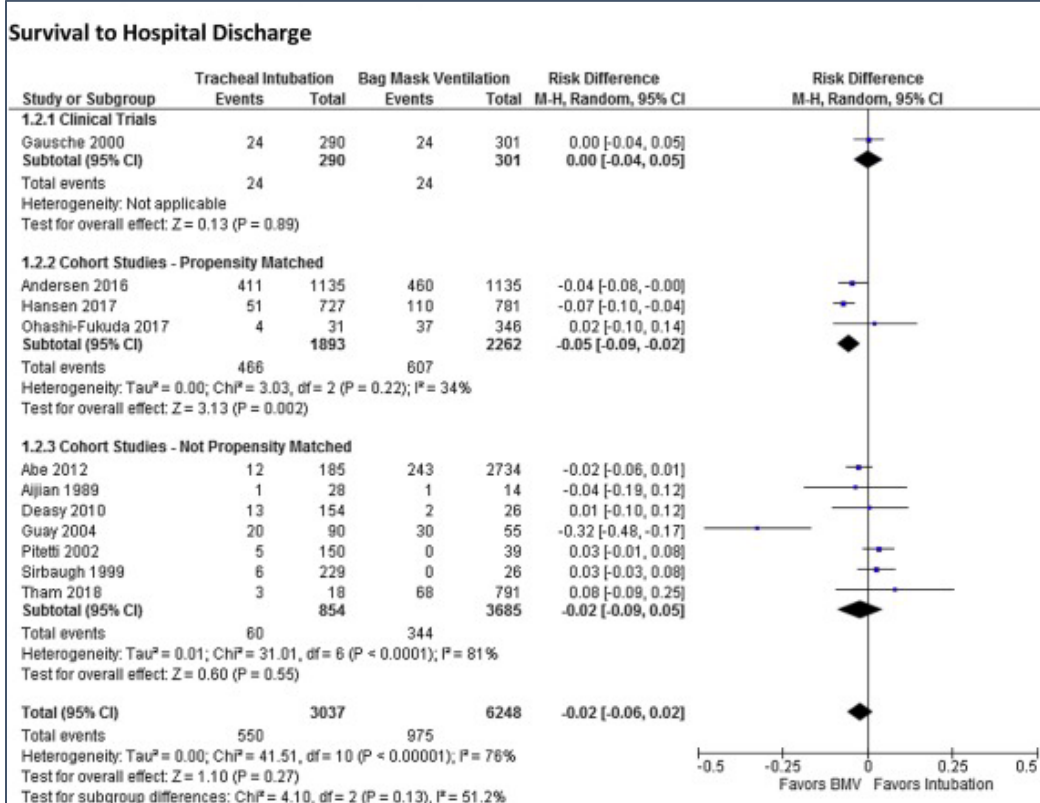 Survival to Hospital Discharge
Tracheal Intubation Bag Mask Ventilation Risk Difference Risk Difference
Study or Subgroup Events Total Events Total M-H, Random, 95% CI M-H, Random, 95% CI
1.2.1 Clinical Trials
Gausche 2000 24 290 24 301 0.00 [-0.04, 0.05]
Subtotal (95% CI) 290 301 0.00 [-0.04, 0.05]
Total events 24 24
Heterogeneity: Not applicable
Test for overall effect: Z = 0.13 (P = 0.89)
1.2.2 Cohort Studies - Propensity Matched
Andersen 2016 411 1135 460 1135 -0.04 [-0.08, -0.00]
Hansen 2017 51 727 110 781 -0.07 [-0.10, -0.04]
Ohashi-Fukuda 2017 4 31 37 346 0.02 [-0.10, 0.14]
Subtotal (95% CI) 1893 2262 -0.05 [-0.09, -0.02]
Total events 466 607
Heterogeneity: Tau² = 0.00; Chi² = 3.03, df = 2 (P = 0.22); I² = 34%
Test for overall effect: Z = 3.13 (P = 0.002)
1.2.3 Cohort Studies - Not Propensity Matched
Abe 2012 12 185 243 2734 -0.02 [-0.06, 0.01]
Aijian 1989 1 28 1 14 -0.04 [-0.19, 0.12]
Deasy 2010 13 154 2 26 0.01 [-0.10, 0.12]
Guay 2004 20 90 30 55 -0.32 [-0.48, -0.17]
Pitetti 2002 5 150 0 39 0.03 [-0.01, 0.08]
Sirbaugh 1999 6 229 0 26 0.03 [-0.03, 0.08]
Tham 2018 3 18 68 791 0.08 [-0.09, 0.25]
Subtotal (95% CI) 854 3685 -0.02 [-0.09, 0.05]
Total events 60 344
Heterogeneity: Tau² = 0.01; Chi² = 31.01, df = 6 (P < 0.0001); I² = 81%
Test for overall effect: Z = 0.60 (P = 0.55)
Total (95% CI) 3037 6248 -0.02 [-0.06, 0.02]
Total events 550 975
Heterogeneity: Tau² = 0.00; Chi² = 41.51, df = 10 (P < 0.00001); I² = 76%
Test for overall effect: Z = 1.10 (P = 0.27)
Test for subgroup differences: Chi² = 4.10, df = 2 (P = 0.13), I² = 51.2%
-0.5 -0.25 0 0.25 0.5
Favors BMV Favors Intubation